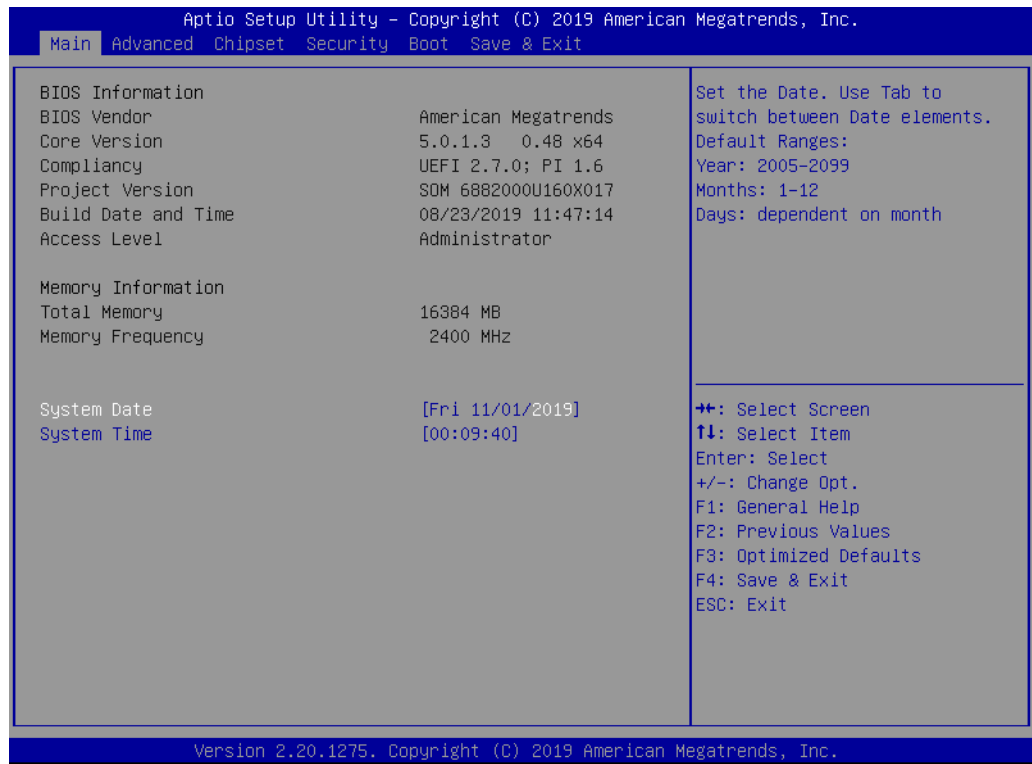 Aptio Setup Utility – Copyright (C) 2019 American Megatrends, Inc.
Main Advanced Chipset Security Boot Save & Exit
BIOS Information
BIOS Vendor American Megatrends
Core Version 5.0.1.3 0.48 x64
Compliancy UEFI 2.7.0; PI 1.6
Project Version SOM 6882000U160X017
Build Date and Time 08/23/2019 11:47:14
Access Level Administrator
Memory Information
Total Memory 16384 MB
Memory Frequency 2400 MHz
System Date [Fri 11/01/2019]
System Time [00:09:40]
Set the Date. Use Tab to
switch between Date elements.
Default Ranges:
Year: 2005-2099
Months: 1-12
Days: dependent on month
→←: Select Screen
↑↓: Select Item
Enter: Select
+/-: Change Opt.
F1: General Help
F2: Previous Values
F3: Optimized Defaults
F4: Save & Exit
ESC: Exit
Version 2.20.1275. Copyright (C) 2019 American Megatrends, Inc.